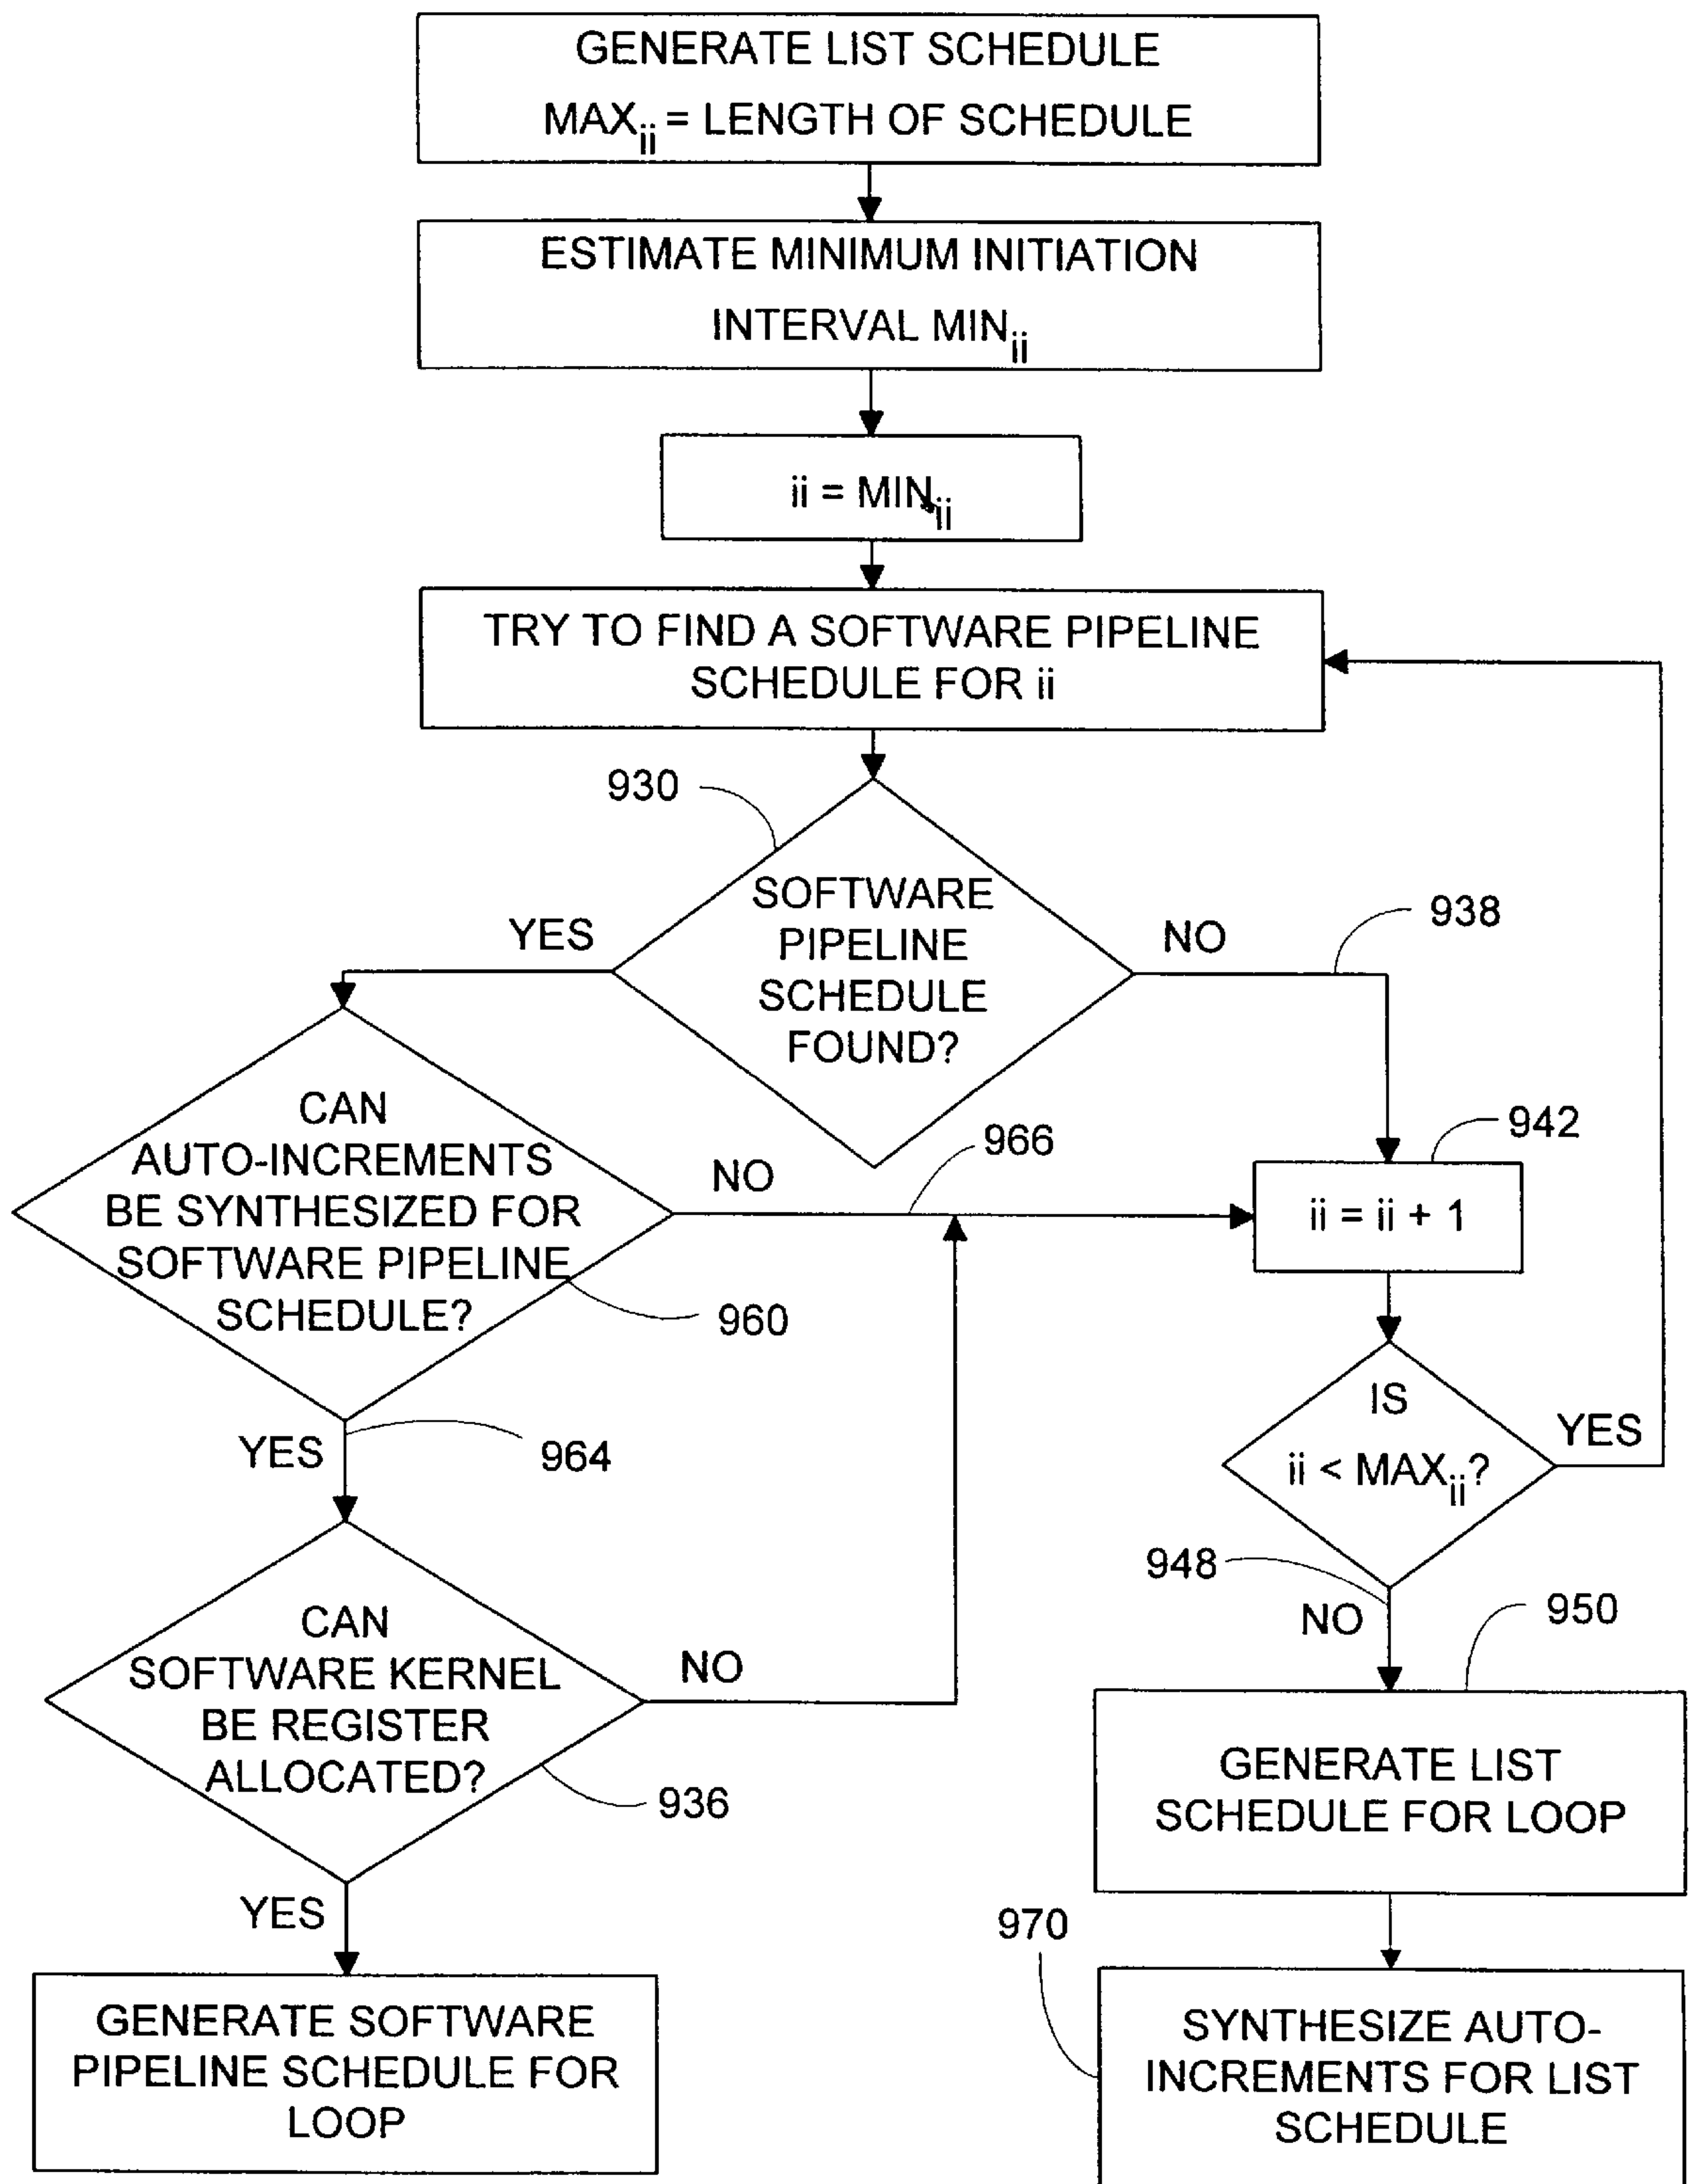 GENERATE LIST SCHEDULE
MAXii = LENGTH OF SCHEDULE
ESTIMATE MINIMUM INITIATION
INTERVAL MINii
ii = MINii
TRY TO FIND A SOFTWARE PIPELINE
SCHEDULE FOR ii
930
SOFTWARE
PIPELINE
SCHEDULE
FOUND?
YES
NO
938
CAN
AUTO-INCREMENTS
BE SYNTHESIZED FOR
SOFTWARE PIPELINE
SCHEDULE?
NO
966
942
ii = ii + 1
960
YES
964
IS
ii < MAXii?
YES
948
NO
950
CAN
SOFTWARE KERNEL
BE REGISTER
ALLOCATED?
NO
936
YES
GENERATE LIST
SCHEDULE FOR LOOP
970
GENERATE SOFTWARE
PIPELINE SCHEDULE FOR
LOOP
SYNTHESIZE AUTO-
INCREMENTS FOR LIST
SCHEDULE